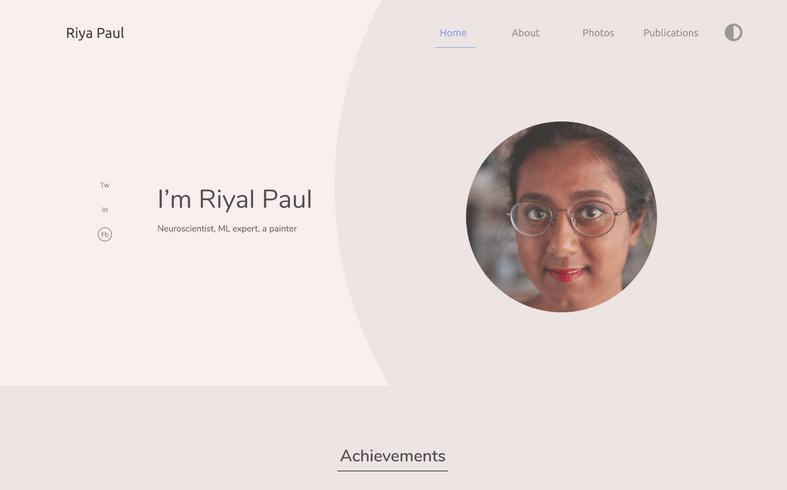 Riya Paul
Home
About
Photos
Publications
Tw
In
Fb
I’m Riyal Paul
Neuroscientist, ML expert, a painter
Achievements